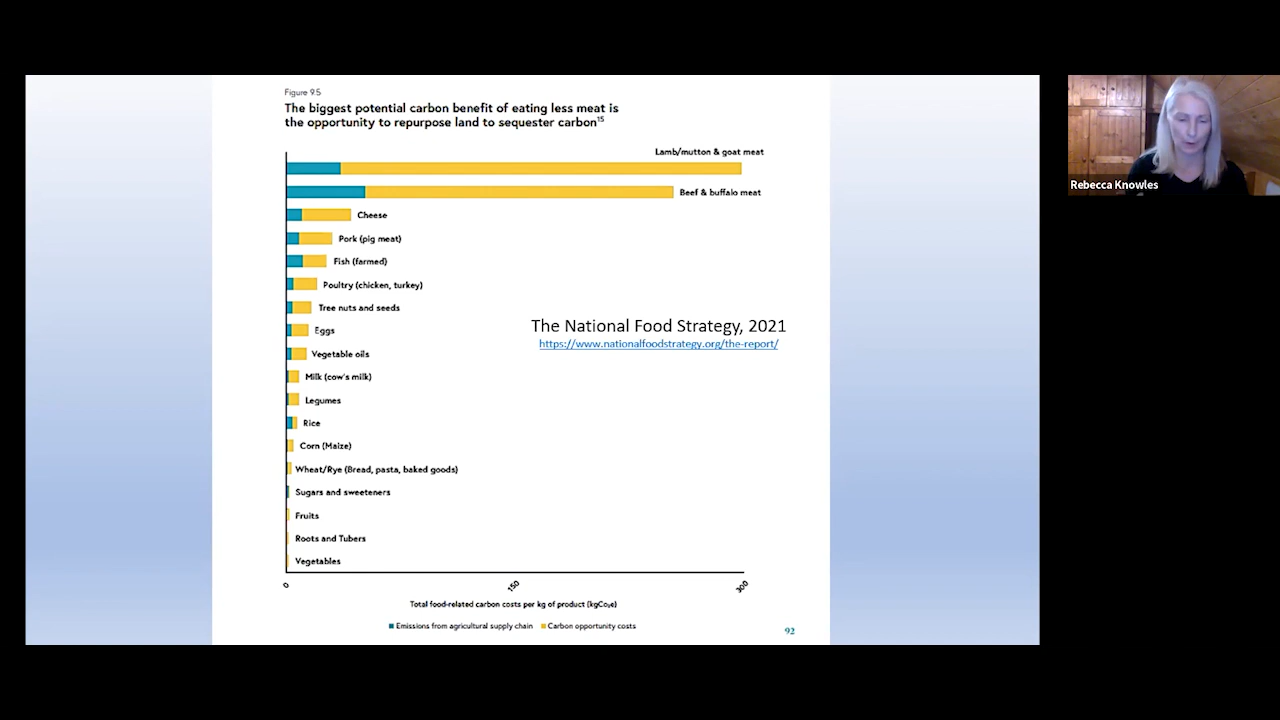 Figure 9.5
The biggest potential carbon benefit of eating less meat is
the opportunity to repurpose land to sequester carbon15
Lamb/mutton & goat meat
Beef & buffalo meat
Cheese
Pork (pig meat)
Fish (farmed)
Poultry (chicken, turkey)
Tree nuts and seeds
Eggs
Vegetable oils
Milk (cow's milk)
Legumes
Rice
Corn (Maize)
Wheat/Rye (Bread, pasta, baked goods)
Sugars and sweeteners
Fruits
Roots and Tubers
Vegetables
0
150
300
Total food-related carbon costs per kg of product (kgCo₂e)
Emissions from agricultural supply chain
Carbon opportunity costs
The National Food Strategy, 2021
https://www.nationalfoodstrategy.org/the-report/
92
Rebecca Knowles